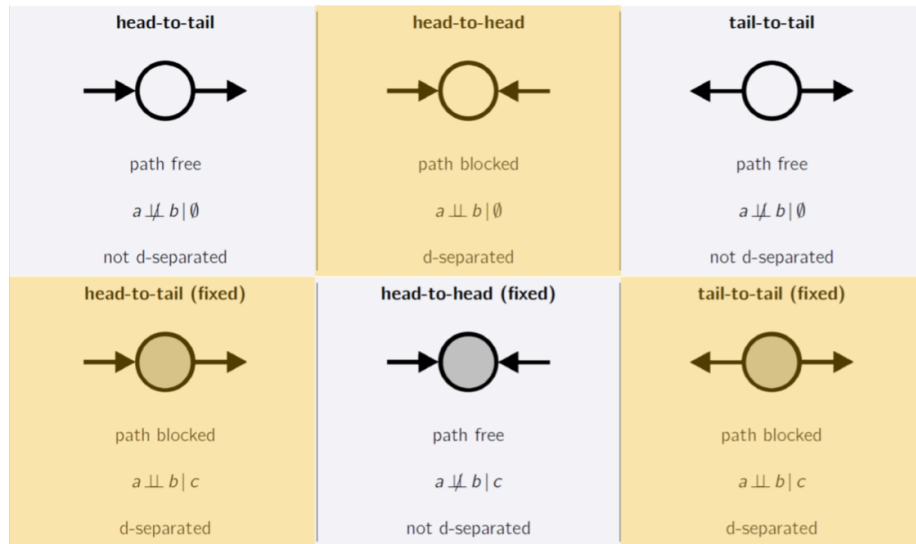 head-to-tail
head-to-head
tail-to-tail
path free
path blocked
path free
a ⫫̸ b | ∅
a ⫫ b | ∅
a ⫫̸ b | ∅
not d-separated
d-separated
not d-separated
head-to-tail (fixed)
head-to-head (fixed)
tail-to-tail (fixed)
path blocked
path free
path blocked
a ⫫ b | c
a ⫫̸ b | c
a ⫫ b | c
d-separated
not d-separated
d-separated